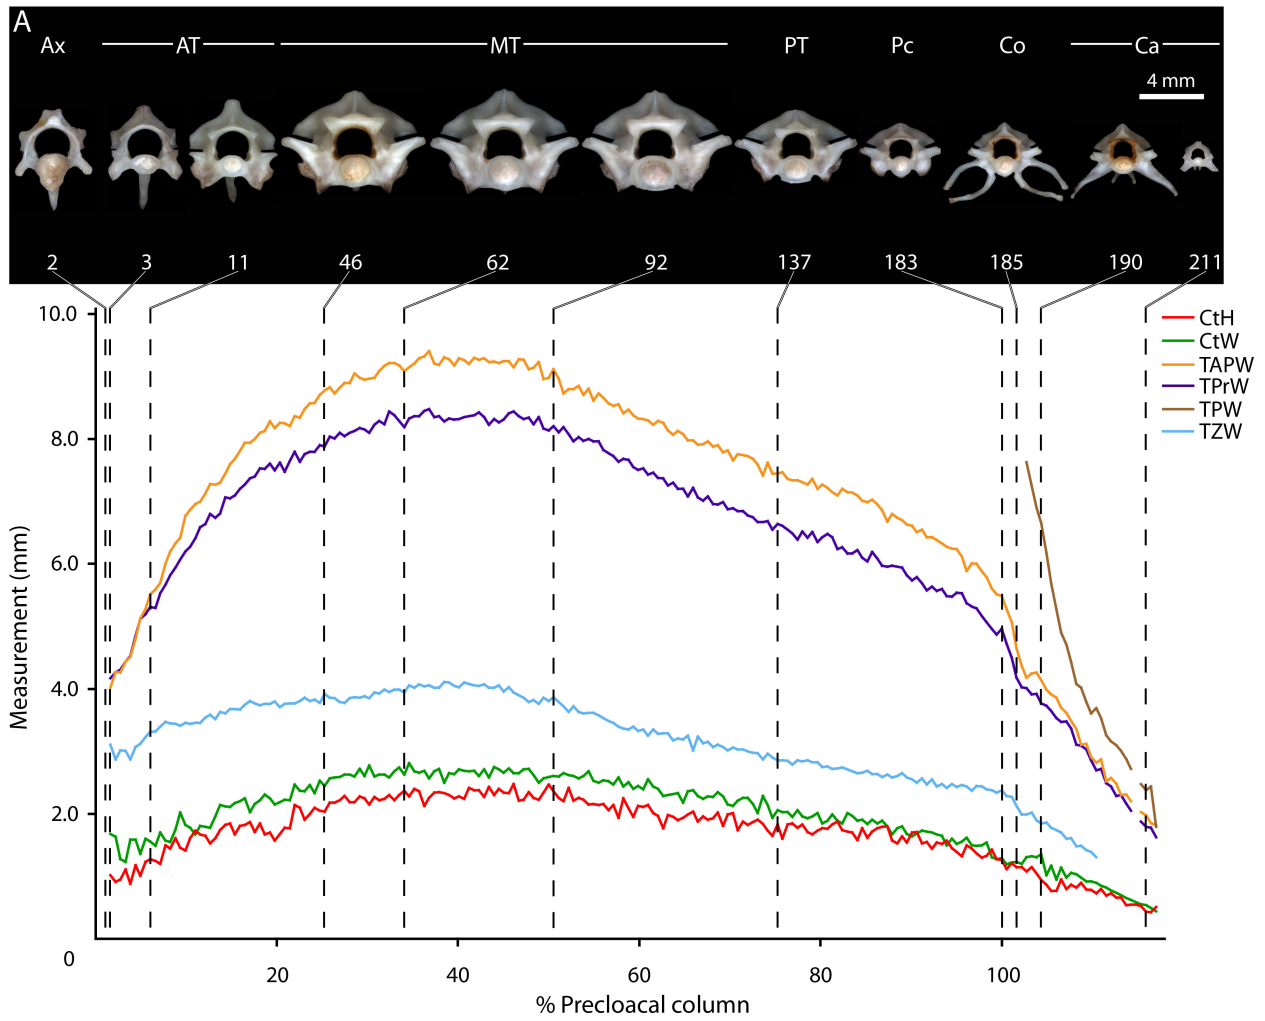 A
Ax AT MT PT Pc Co Ca
4 mm
2 3 11 46 62 92 137 183 185 190 211
10.0
8.0
6.0
4.0
2.0
0
Measurement (mm)
CtH
CtW
TAPW
TPrW
TPW
TZW
20 40 60 80 100
% Precloacal column